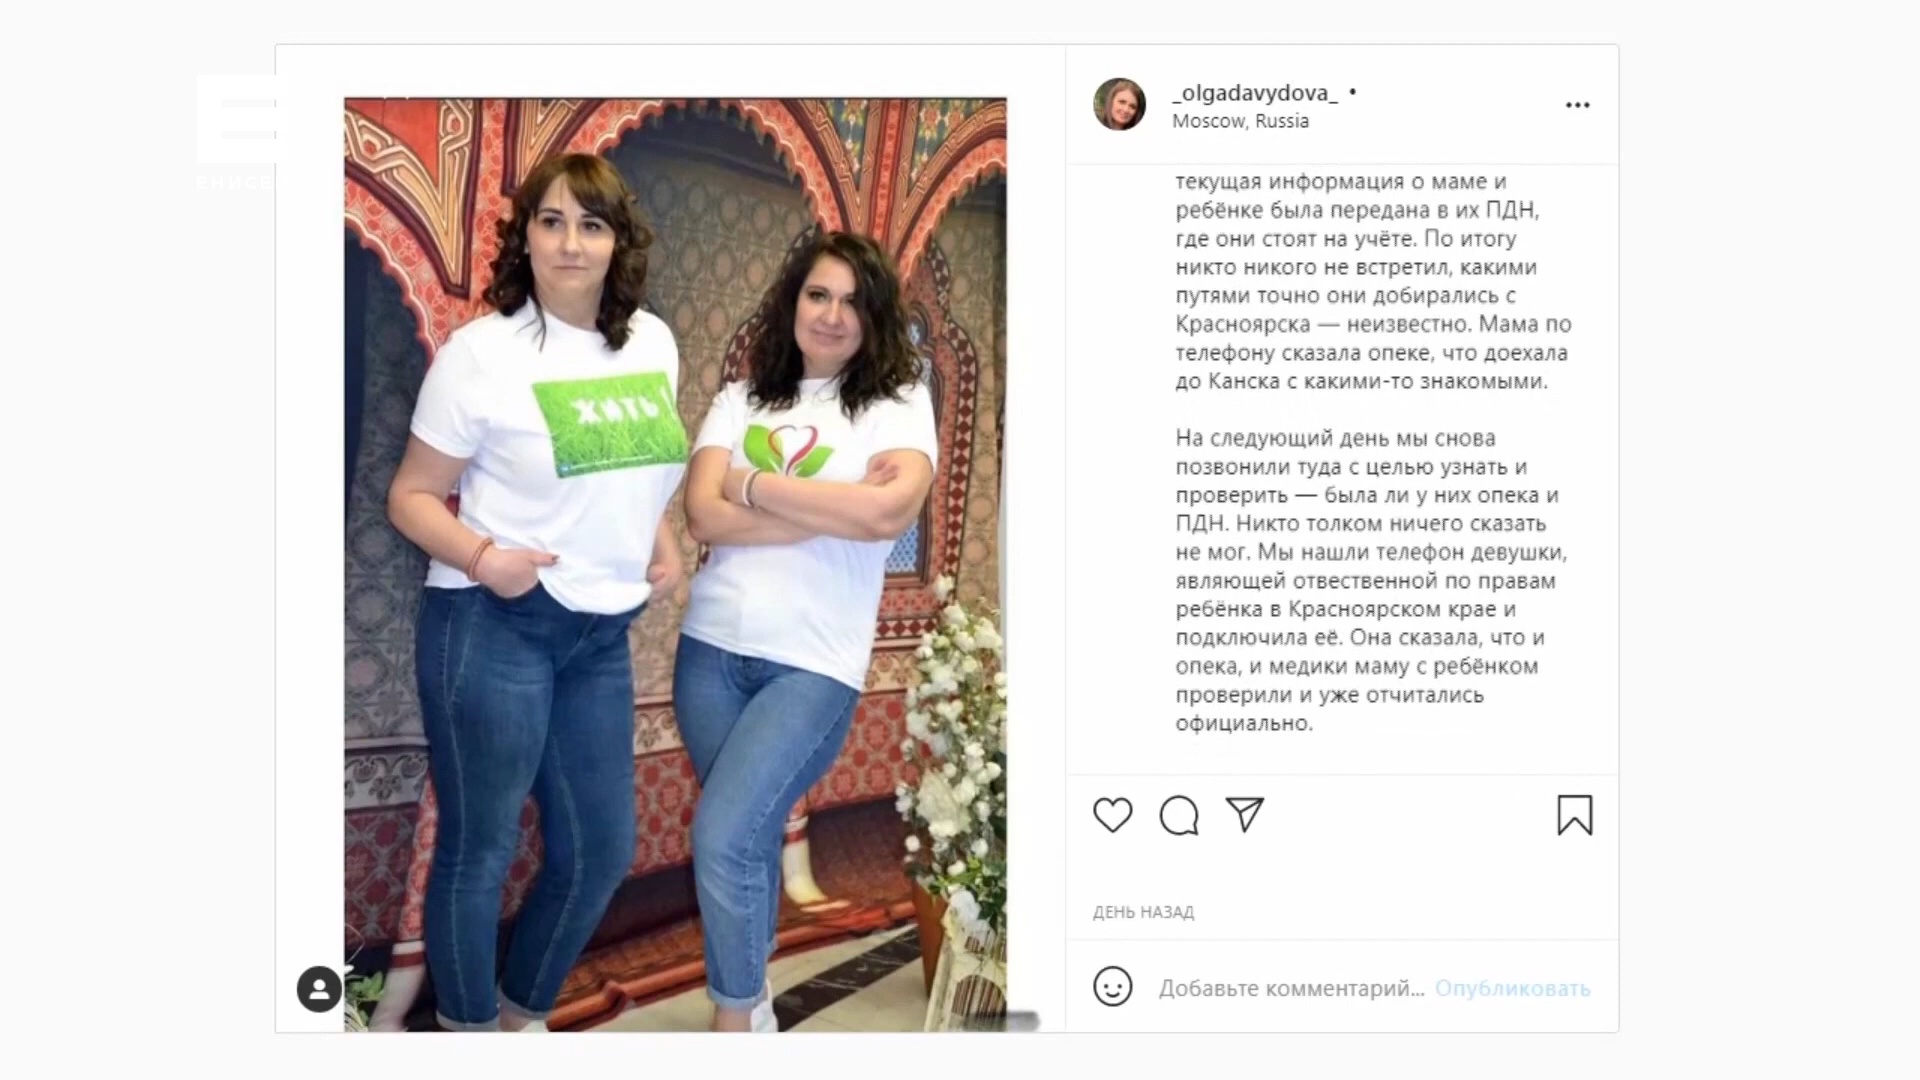 ЕНИСЕ
ЖИТЬ!
_olgadavydova_ •
Moscow, Russia
текущая информация о маме и
ребёнке была передана в их ПДН,
где они стоят на учёте. По итогу
никто никого не встретил, какими
путями точно они добирались с
Красноярска — неизвестно. Мама по
телефону сказала опеке, что доехала
до Канска с какими-то знакомыми.
На следующий день мы снова
позвонили туда с целью узнать и
проверить — была ли у них опека и
ПДН. Никто толком ничего сказать
не мог. Мы нашли телефон девушки,
являющей отвественной по правам
ребёнка в Красноярском крае и
подключила её. Она сказала, что и
опека, и медики маму с ребёнком
проверили и уже отчитались
официально.
ДЕНЬ НАЗАД
Добавьте комментарий... Опубликовать